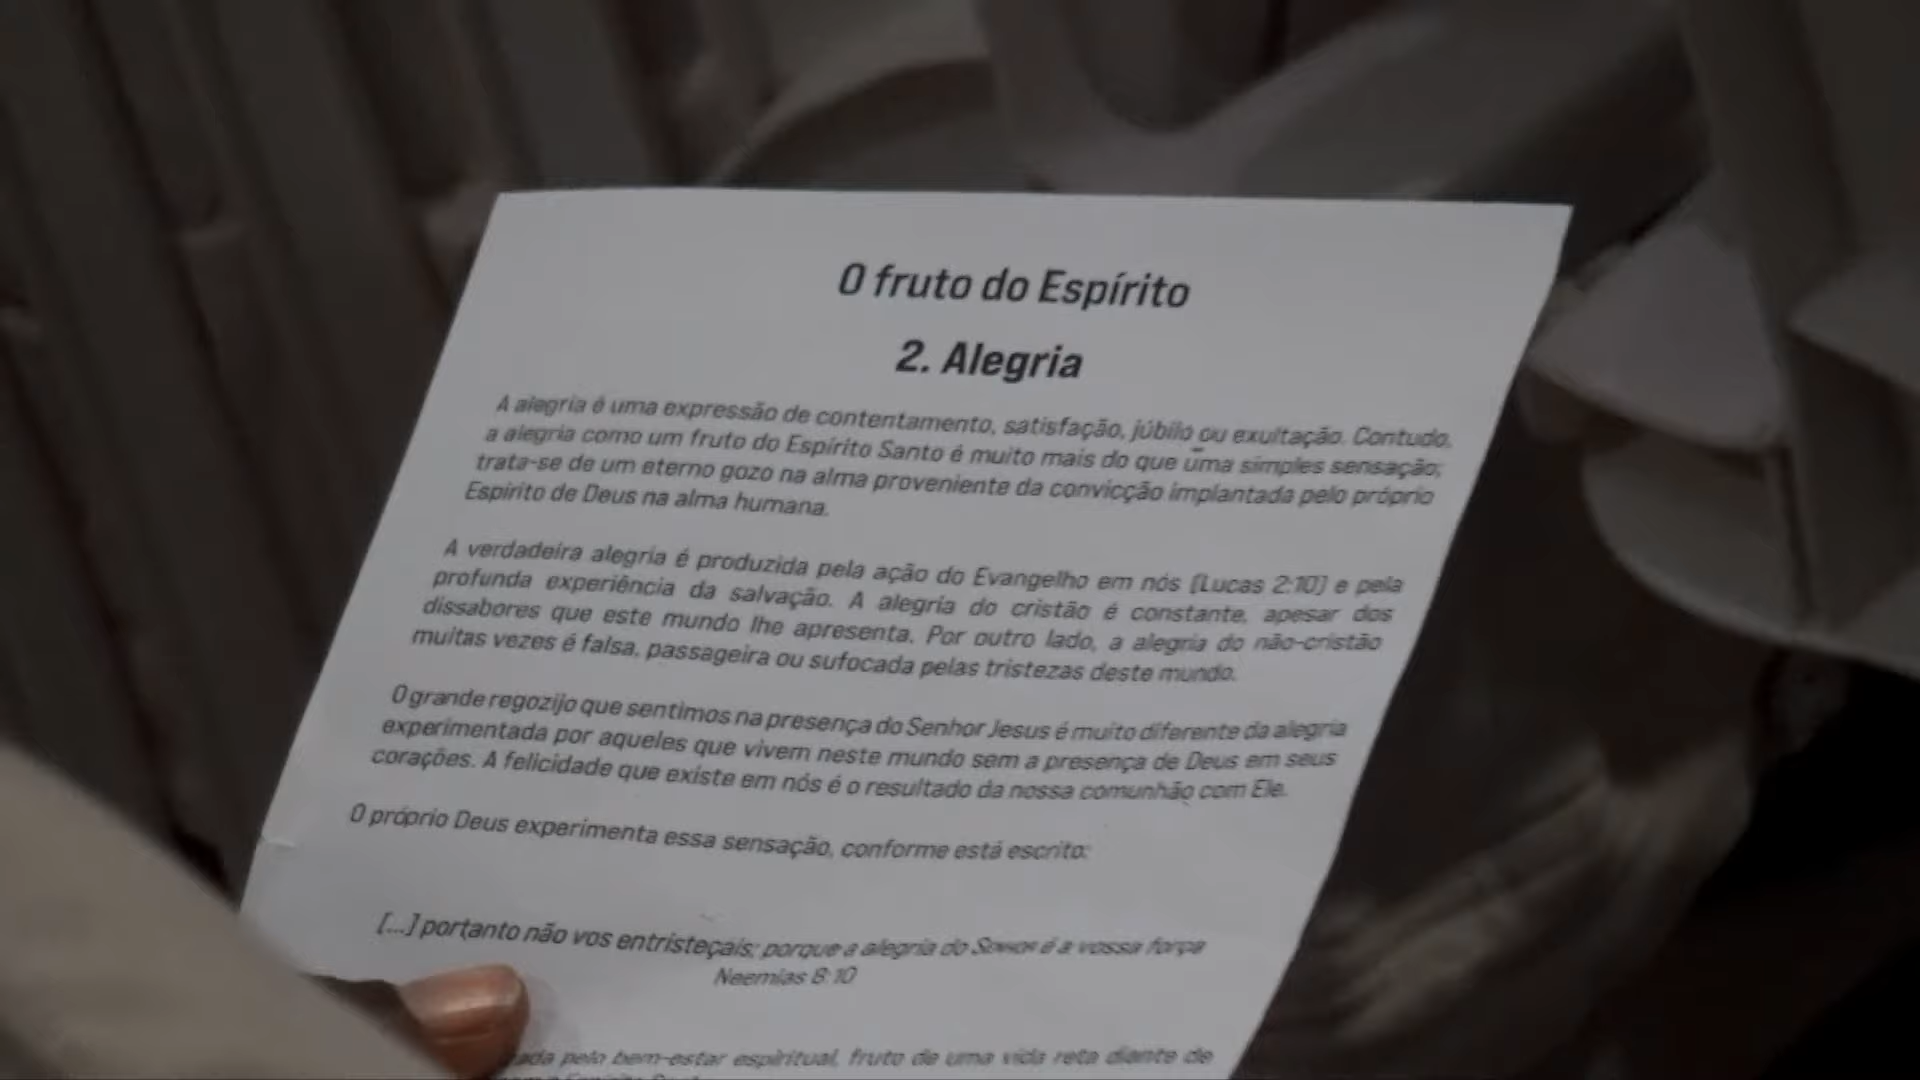 O fruto do Espírito
2. Alegria
A alegria é uma expressão de contentamento, satisfação, júbilo ou exultação. Contudo,
a alegria como um fruto do Espírito Santo é muito mais do que uma simples sensação;
trata-se de um eterno gozo na alma proveniente da convicção implantada pelo próprio
Espírito de Deus na alma humana.
A verdadeira alegria é produzida pela ação do Evangelho em nós (Lucas 2:10) e pela
profunda experiência da salvação. A alegria do cristão é constante, apesar dos
dissabores que este mundo lhe apresenta. Por outro lado, a alegria do não-cristão
muitas vezes é falsa, passageira ou sufocada pelas tristezas deste mundo.
O grande regozijo que sentimos na presença do Senhor Jesus é muito diferente da alegria
experimentada por aqueles que vivem neste mundo sem a presença de Deus em seus
corações. A felicidade que existe em nós é o resultado da nossa comunhão com Ele.
O próprio Deus experimenta essa sensação, conforme está escrito:
[...] portanto não vos entristeçais; porque a alegria do Senhor é a vossa força
Neemias 8:10
pelo bem-estar espiritual, fruto de uma vida reta diante de